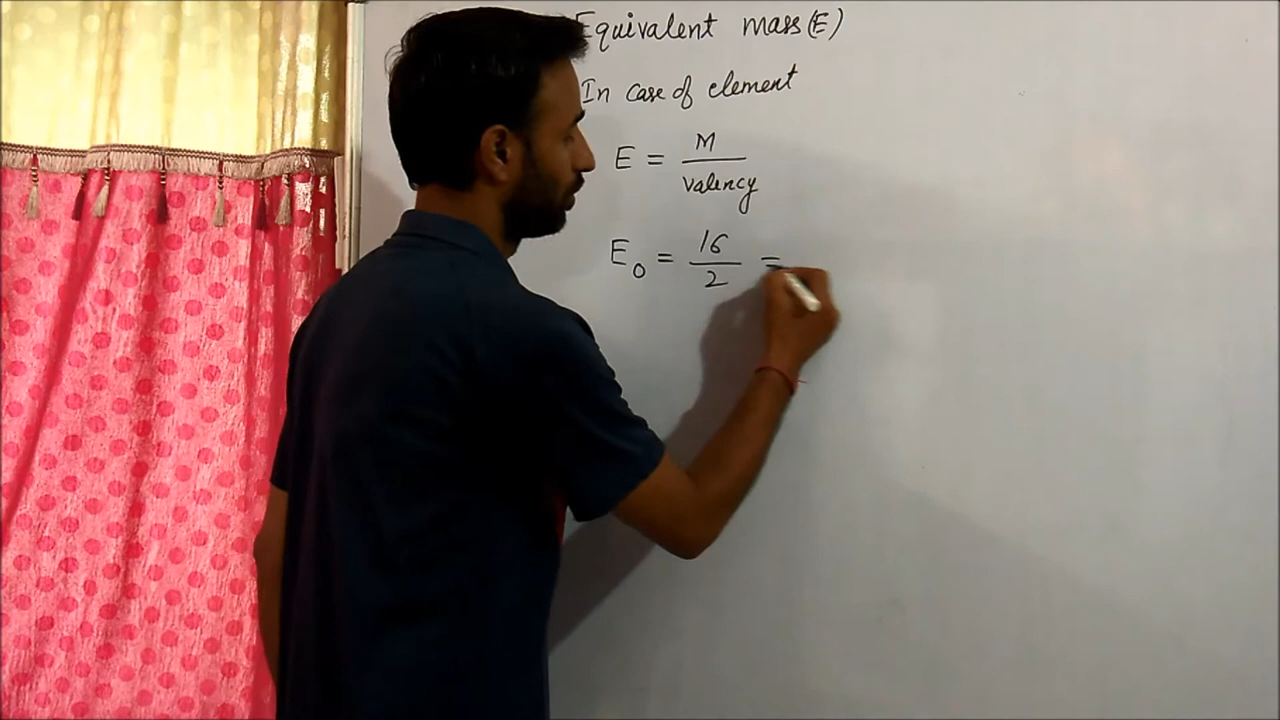 Equivalent mass (E)
In case of element
E = M / valency
E₀ = 16 / 2 =